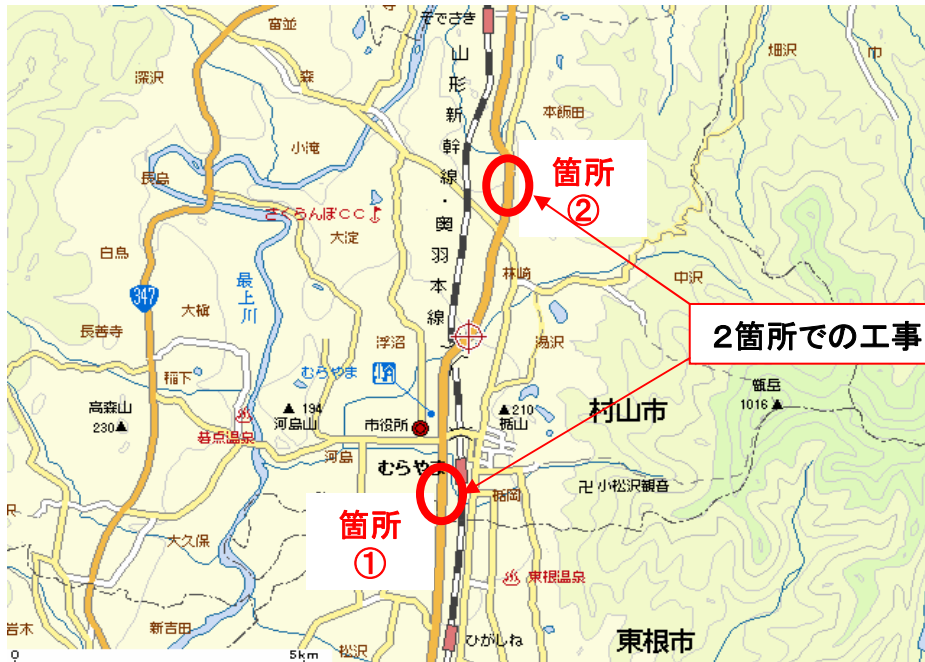 富並
そでさき
畑沢
巾
深沢
森
山形新幹線・奥羽本線
本飯田
小滝
箇所
②
長島
さくらんぼCC
大淀
白鳥
林崎
中沢
最上川
347
大槇
2箇所での工事
長善寺
浮沼
湯沢
むらやま
稲下
甑岳
1016▲
高森山
230▲
▲194
河島山
▲210
楯山
村山市
市役所
碁点温泉
河島
むらやま
卍小松沢観音
楯岡
箇所
①
大久保
東根温泉
岩木
新吉田
松沢
ひがしね
東根市
0
5km